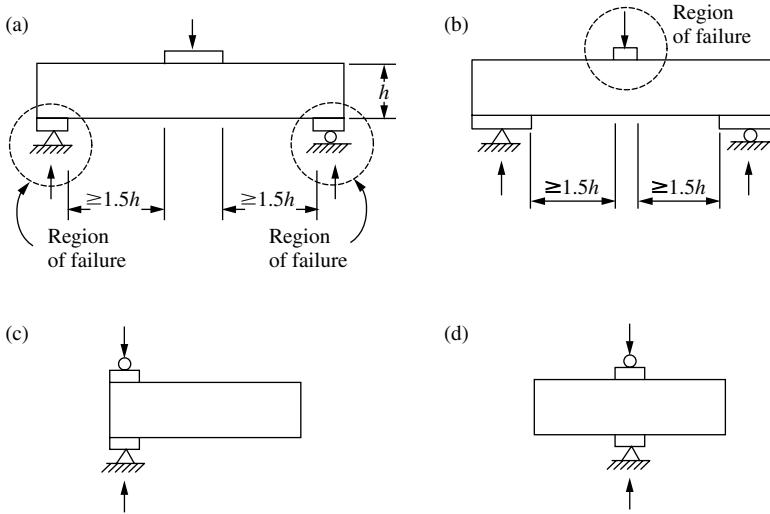 (a)
h
≧1.5h
≧1.5h
Region
of failure
Region
of failure
(b)
Region
of failure
≥1.5h
≥1.5h
(c)
(d)